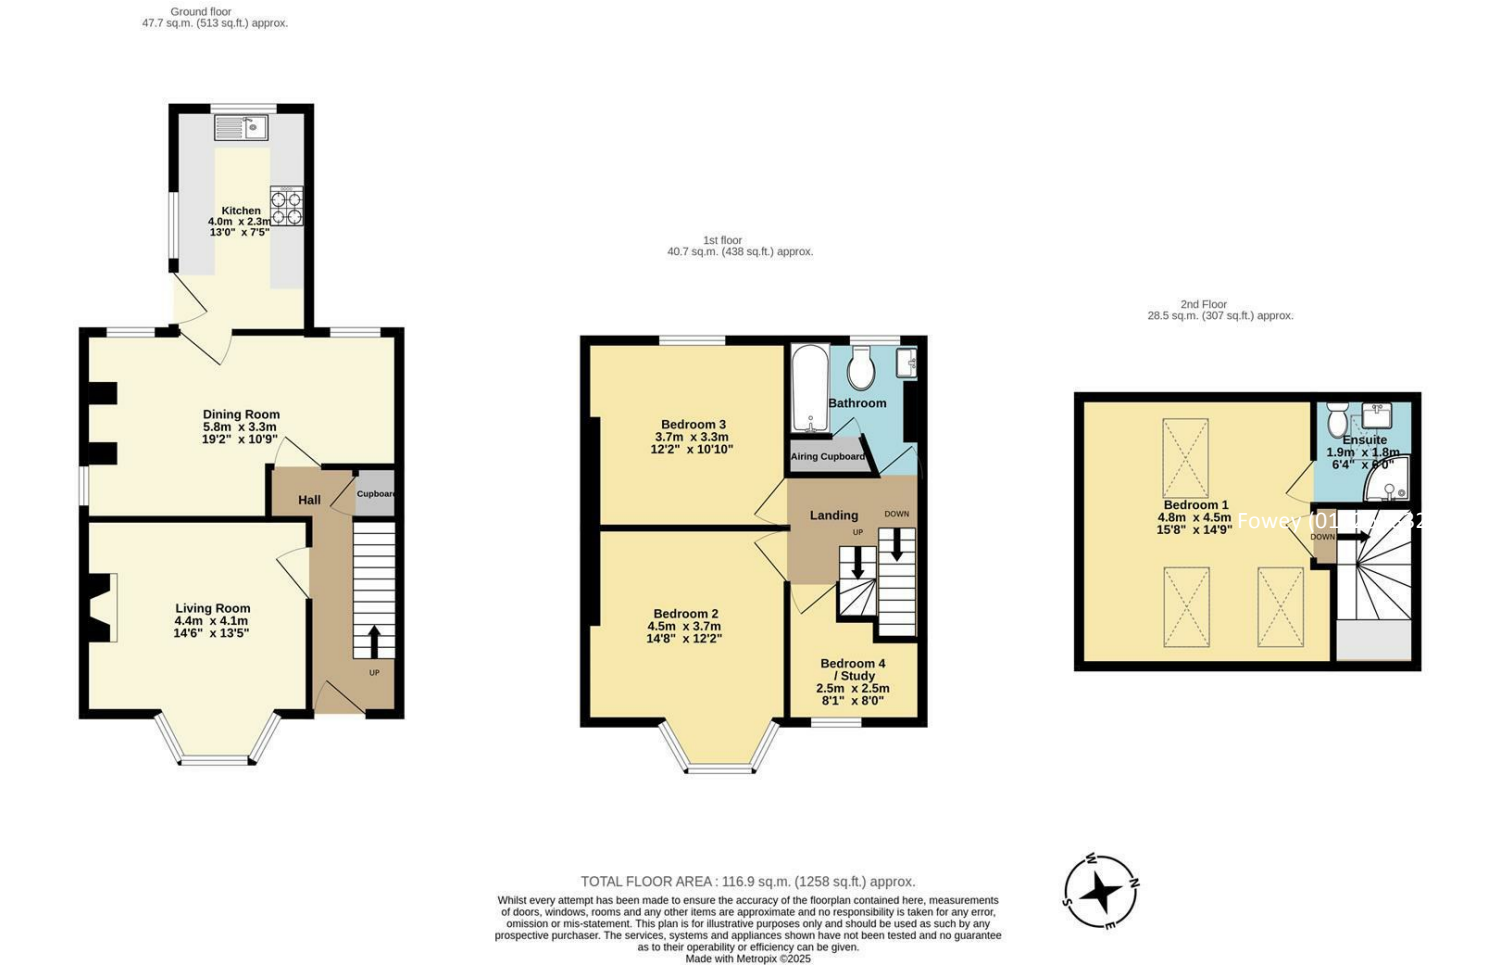 Ground floor
47.7 sq.m. (513 sq.ft.) approx.
Kitchen
4.0m x 2.3m
13'0" x 7'5"
Dining Room
5.8m x 3.3m
19'2" x 10'9"
Hall
Cupboard
Living Room
4.4m x 4.1m
14'6" x 13'5"
UP
1st floor
40.7 sq.m. (438 sq.ft.) approx.
Bedroom 3
3.7m x 3.3m
12'2" x 10'10"
Bathroom
Airing Cupboard
Landing
DOWN
UP
Bedroom 2
4.5m x 3.7m
14'8" x 12'2"
Bedroom 4
/ Study
2.5m x 2.5m
8'1" x 8'0"
2nd Floor
28.5 sq.m. (307 sq.ft.) approx.
Ensuite
1.9m x 1.8m
6'4" x 6'0"
Bedroom 1
4.8m x 4.5m
15'8" x 14'9"
Fowey
DOWN
TOTAL FLOOR AREA : 116.9 sq.m. (1258 sq.ft.) approx.
Whilst every attempt has been made to ensure the accuracy of the floorplan contained here, measurements
of doors, windows, rooms and any other items are approximate and no responsibility is taken for any error,
omission or mis-statement. This plan is for illustrative purposes only and should be used as such by any
prospective purchaser. The services, systems and appliances shown have not been tested and no guarantee
as to their operability or efficiency can be given.
Made with Metropix ©2025
W
N
S
E